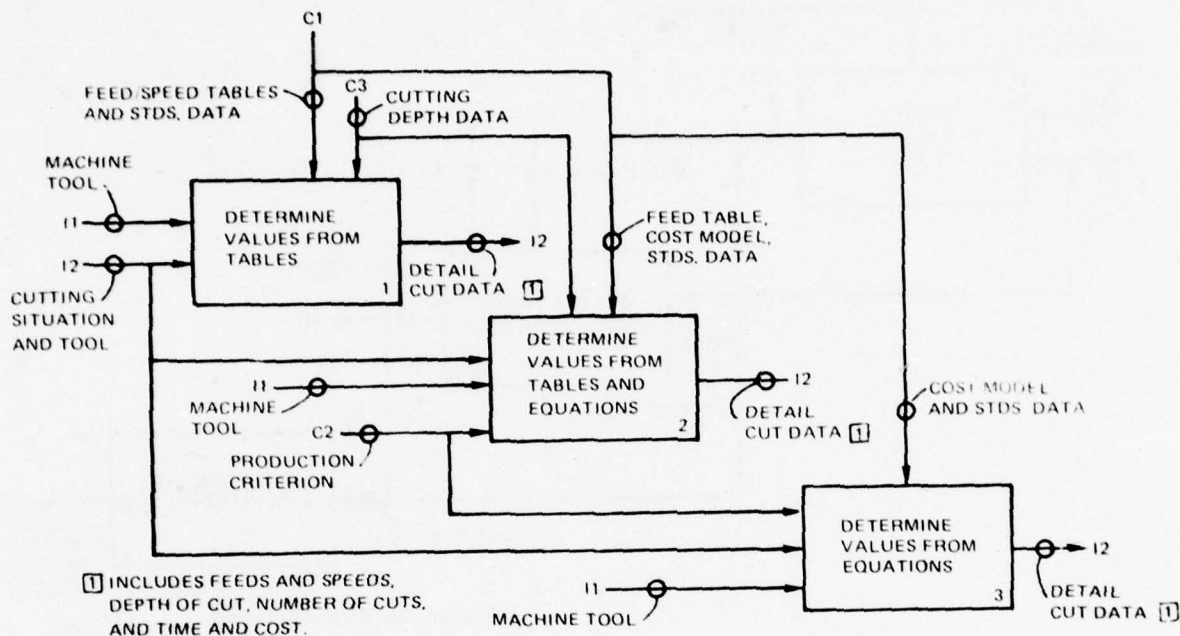 C1
FEED/SPEED TABLES
AND STDS. DATA
C3
CUTTING
DEPTH DATA
MACHINE
TOOL
I1
I2
CUTTING
SITUATION
AND TOOL
DETERMINE
VALUES FROM
TABLES
1
I2
DETAIL
CUT DATA [1]
FEED TABLE,
COST MODEL,
STDS. DATA
I1
MACHINE
TOOL
C2
PRODUCTION
CRITERION
DETERMINE
VALUES FROM
TABLES AND
EQUATIONS
2
I2
DETAIL
CUT DATA [1]
COST MODEL
AND STDS DATA
I1
MACHINE TOOL
DETERMINE
VALUES FROM
EQUATIONS
3
I2
DETAIL
CUT DATA [1]
[1] INCLUDES FEEDS AND SPEEDS,
DEPTH OF CUT, NUMBER OF CUTS,
AND TIME AND COST.